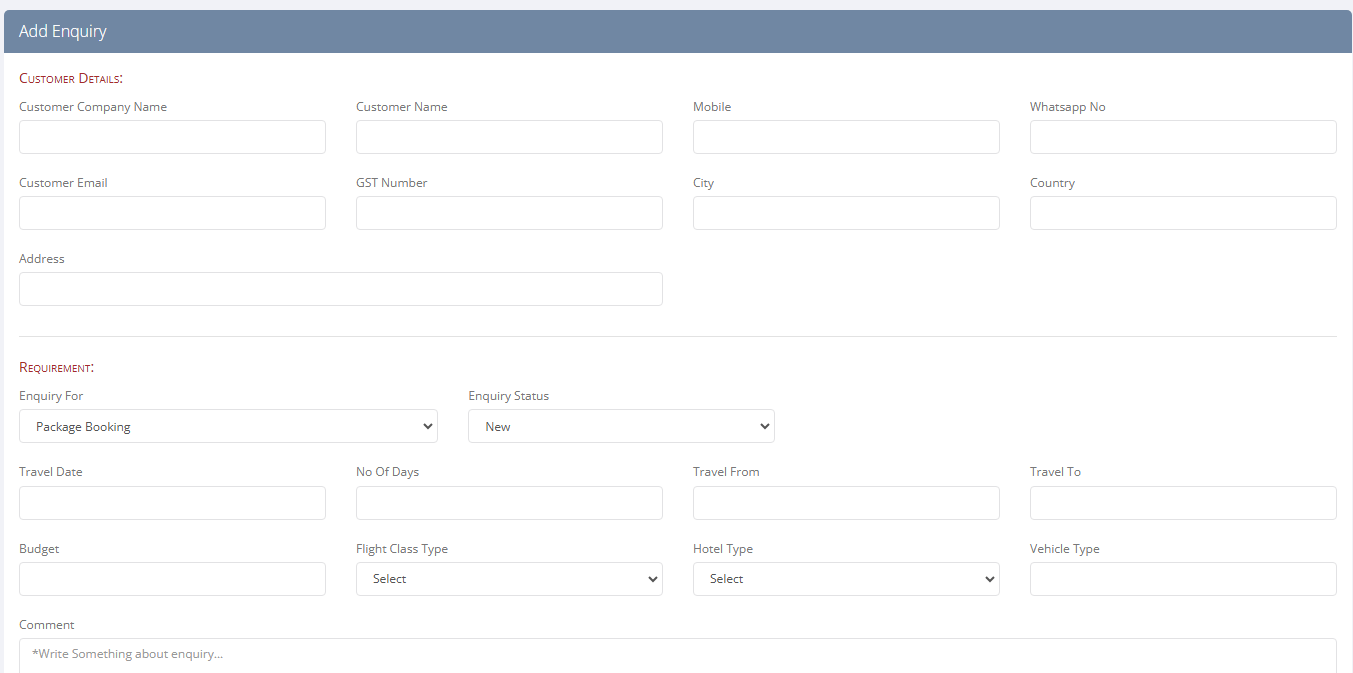 Add Enquiry
Customer Details:
Customer Company Name Customer Name Mobile Whatsapp No
Customer Email GST Number City Country
Address
Requirement:
Enquiry For Enquiry Status
Package Booking New
Travel Date No Of Days Travel From Travel To
Budget Flight Class Type Hotel Type Vehicle Type
Select Select
Comment
*Write Something about enquiry...